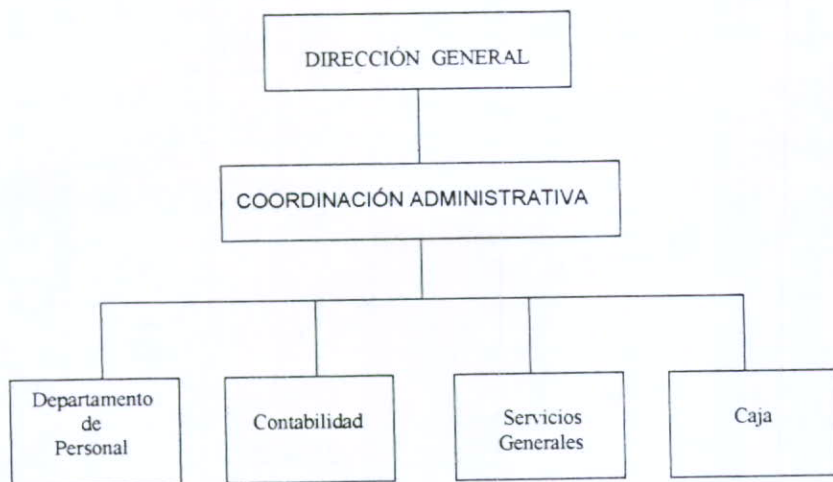 DIRECCIÓN GENERAL
COORDINACIÓN ADMINISTRATIVA
Departamento
de
Personal
Contabilidad
Servicios
Generales
Caja